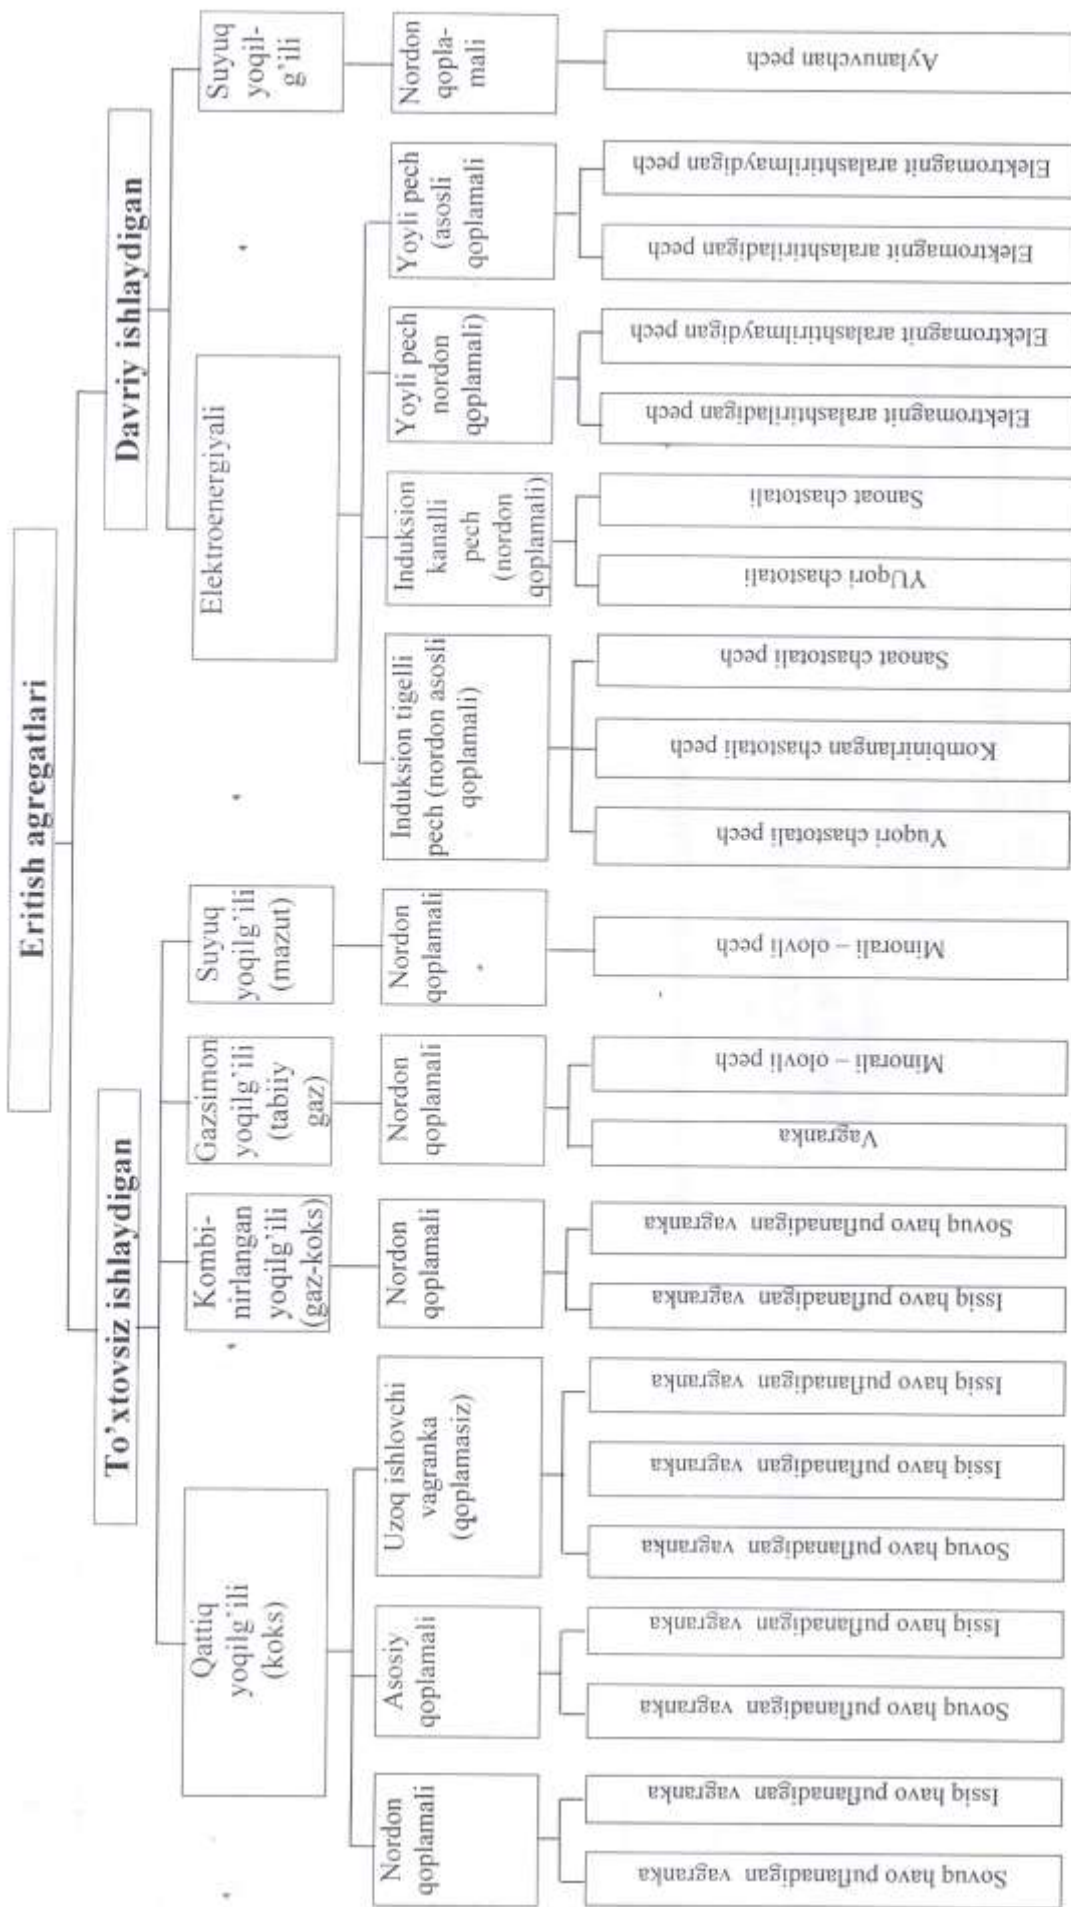 Eritish agregatlari
To'xtovsiz ishlaydigan
Davriy ishlaydigan
Qattiq
yoqilg'ili
(koks)
Kombi-
nirlangan
yoqilg'ili
(gaz-koks)
Gazsimon
yoqilg'ili
(tabiiy
gaz)
Suyuq
yoqilg'ili
(mazut)
Elektroenergiyali
Suyuq
yoqil-
g'ili
Nordon
qoplamali
Asosiy
qoplamali
Uzoq ishlovchi
vagranka
(qoplamasiz)
Nordon
qoplamali
Nordon
qoplamali
Nordon
qoplamali
Induksion tigelli
pech (nordon asosli
qoplamali)
Induksion
kanalli
pech
(nordon
qoplamali)
Yoyli pech
nordon
qoplamali)
Yoyli pech
(asosli
qoplamali
Nordon
qopla-
mali
Sovuq havo puflanadigan vagranka
Issiq havo puflanadigan vagranka
Sovuq havo puflanadigan vagranka
Issiq havo puflanadigan vagranka
Sovuq havo puflanadigan vagranka
Issiq havo puflanadigan vagranka
Issiq havo puflanadigan vagranka
Issiq havo puflanadigan vagranka
Sovuq havo puflanadigan vagranka
Vagranka
Minorali – olovli pech
Minorali – olovli pech
Yuqori chastotali pech
Kombinirlangan chastotali pech
Sanoat chastotali pech
YUqori chastotali
Sanoat chastotali
Elektromagnit aralashtiriladigan pech
Elektromagnit aralashtirilmaydigan pech
Elektromagnit aralashtiriladigan pech
Elektromagnit aralashtirilmaydigan pech
Aylanuvchan pech